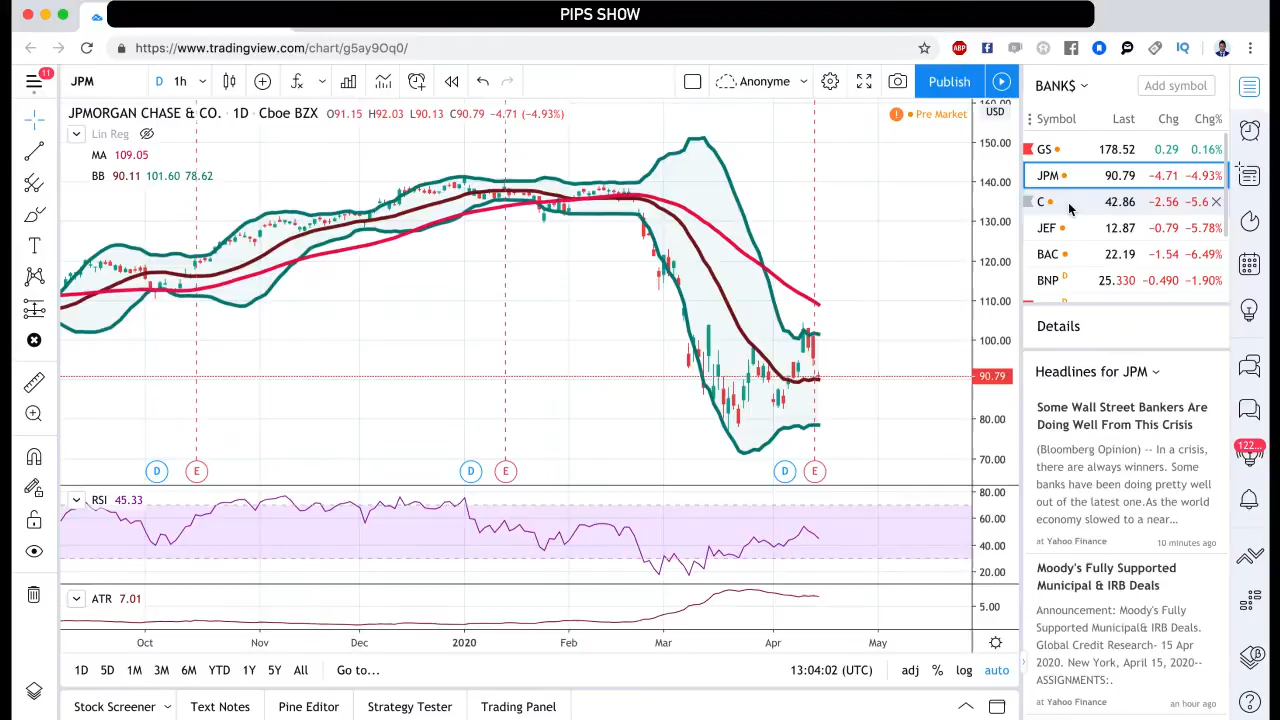 PIPS SHOW
https://www.tradingview.com/chart/g5ay9Oq0/
ABP
IQ
11
JPM
D 1h
Anonyme
Publish
JPMORGAN CHASE & CO. · 1D · Cboe BZX O91.15 H92.03 L90.13 C90.79 -4.71 (-4.93%)
Pre Market
Lin Reg
MA 109.05
BB 90.11 101.60 78.62
USD
160.00
150.00
140.00
130.00
120.00
110.00
100.00
90.79
80.00
70.00
D E D E D E
RSI 45.33
80.00
60.00
40.00
20.00
ATR 7.01
5.00
Oct Nov Dec 2020 Feb Mar Apr May
1D 5D 1M 3M 6M YTD 1Y 5Y All Go to...
13:04:02 (UTC) adj % log auto
Stock Screener Text Notes Pine Editor Strategy Tester Trading Panel
BANK$
Add symbol
Symbol Last Chg Chg%
GS 178.52 0.29 0.16%
JPM 90.79 -4.71 -4.93%
C 42.86 -2.56 -5.6
JEF 12.87 -0.79 -5.78%
BAC 22.19 -1.54 -6.49%
BNP D 25.330 -0.490 -1.90%
Details
Headlines for JPM
Some Wall Street Bankers Are
Doing Well From This Crisis
(Bloomberg Opinion) -- In a crisis,
there are always winners. Some
banks have been doing pretty well
out of the latest one.As the world
economy slowed to a near...
at Yahoo Finance 10 minutes ago
Moody's Fully Supported
Municipal & IRB Deals
Announcement: Moody's Fully
Supported Municipal& IRB Deals.
Global Credit Research- 15 Apr
2020. New York, April 15, 2020--
ASSIGNMENTS:.
at Yahoo Finance an hour ago
122...